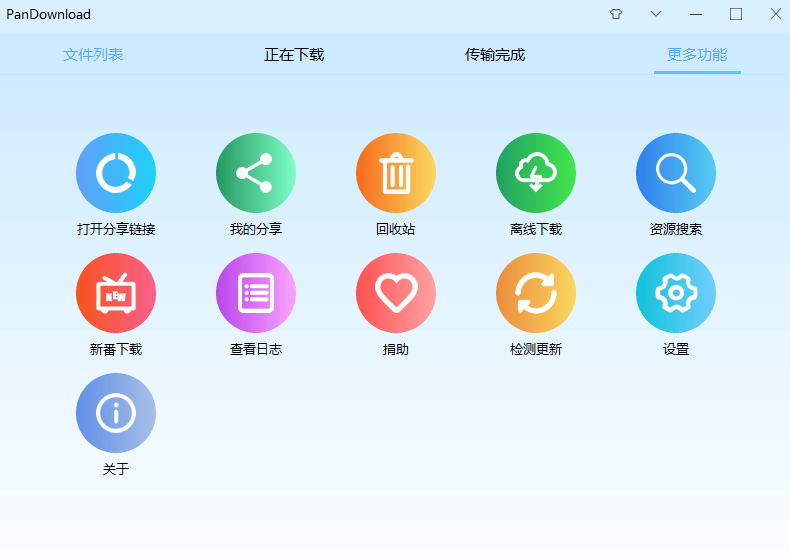 PanDownload
文件列表 正在下载 传输完成 更多功能
打开分享链接 我的分享 回收站 离线下载 资源搜索
NEW
新番下载 查看日志 捐助 检测更新 设置
关于